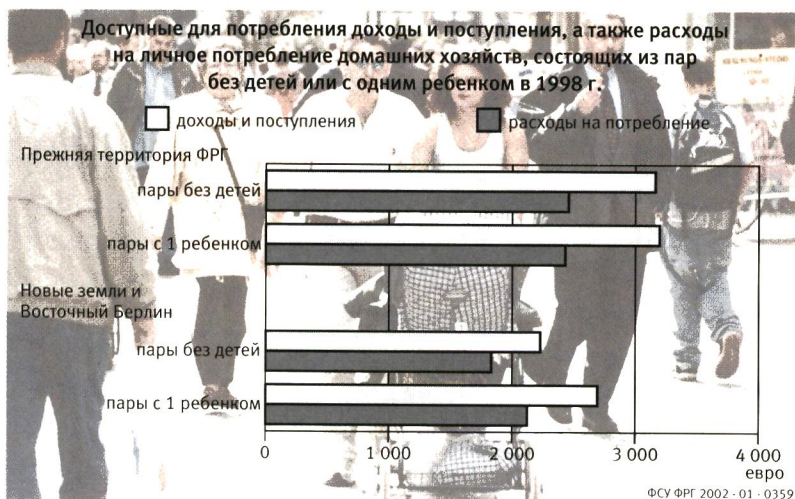 Доступные для потребления доходы и поступления, а также расходы
на личное потребление домашних хозяйств, состоящих из пар
без детей или с одним ребенком в 1998 г.
доходы и поступления
расходы на потребление
Прежняя территория ФРГ
пары без детей
пары с 1 ребенком
Новые земли и
Восточный Берлин
пары без детей
пары с 1 ребенком
0 1 000 2 000 3 000 4 000
евро
ФСУ ФРГ 2002 - 01 - 0359